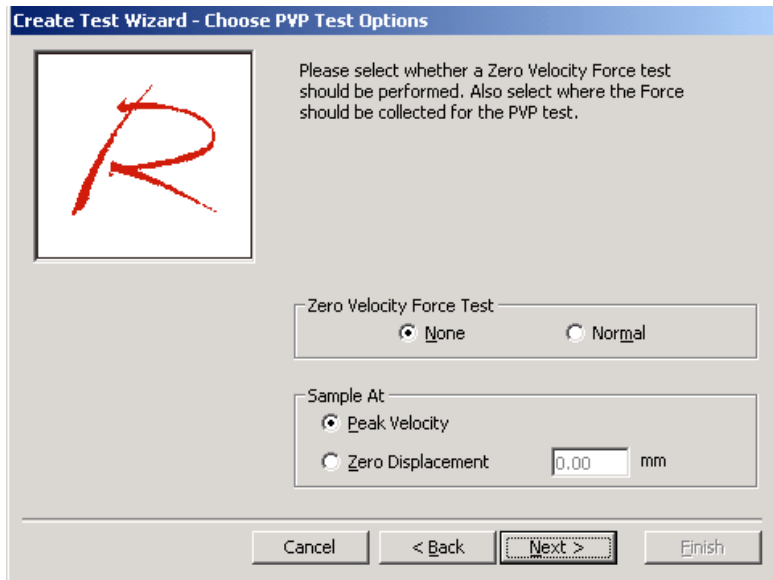 Create Test Wizard - Choose PVP Test Options
Please select whether a Zero Velocity Force test
should be performed. Also select where the Force
should be collected for the PVP test.
R
Zero Velocity Force Test
None Normal
Sample At
Peak Velocity
Zero Displacement 0.00 mm
Cancel < Back Next > Finish